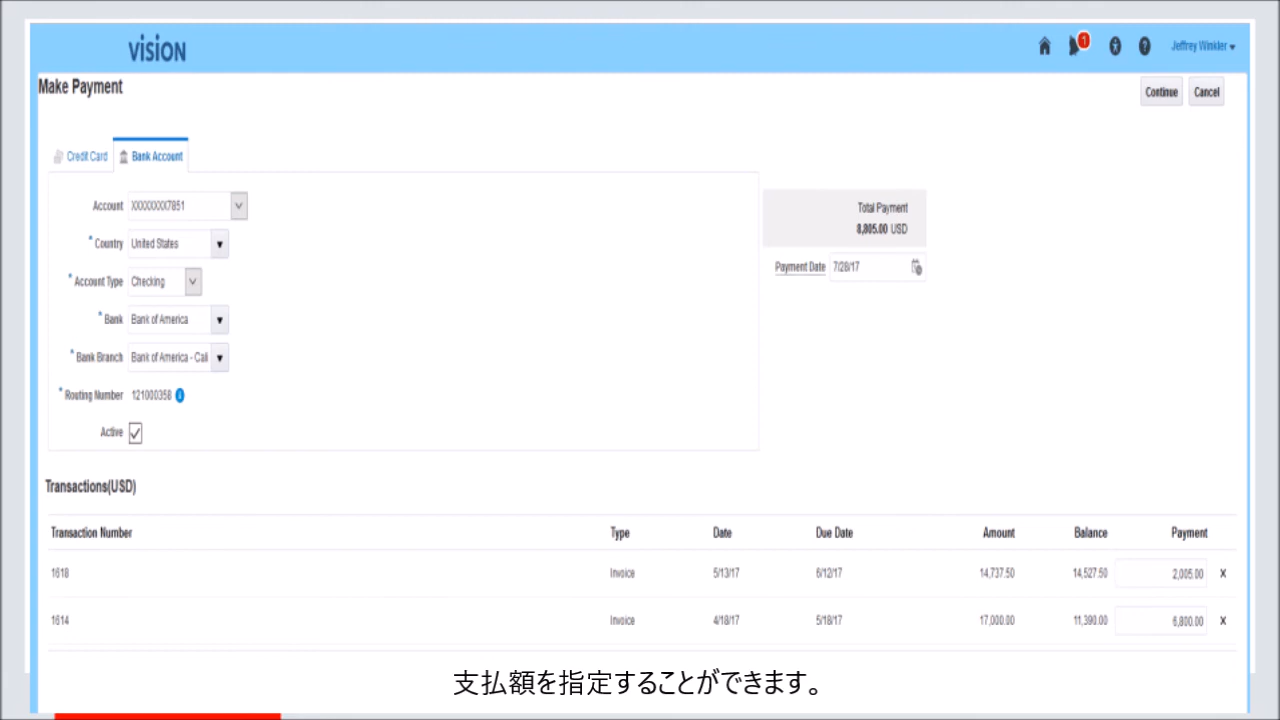 vision
1
Jeffrey Winkler
Make Payment
Continue Cancel
Credit Card Bank Account
Account XXXXXXXX7851
* Country United States
* Account Type Checking
* Bank Bank of America
* Bank Branch Bank of America - Cali
* Routing Number 121000358
Active
Total Payment
8,805.00 USD
Payment Date 7/28/17
Transactions(USD)
Transaction Number Type Date Due Date Amount Balance Payment
1618 Invoice 5/13/17 6/12/17 14,737.50 14,527.50 2,005.00 X
1614 Invoice 4/18/17 5/18/17 17,000.00 11,390.00 6,800.00 X
支払額を指定することができます。